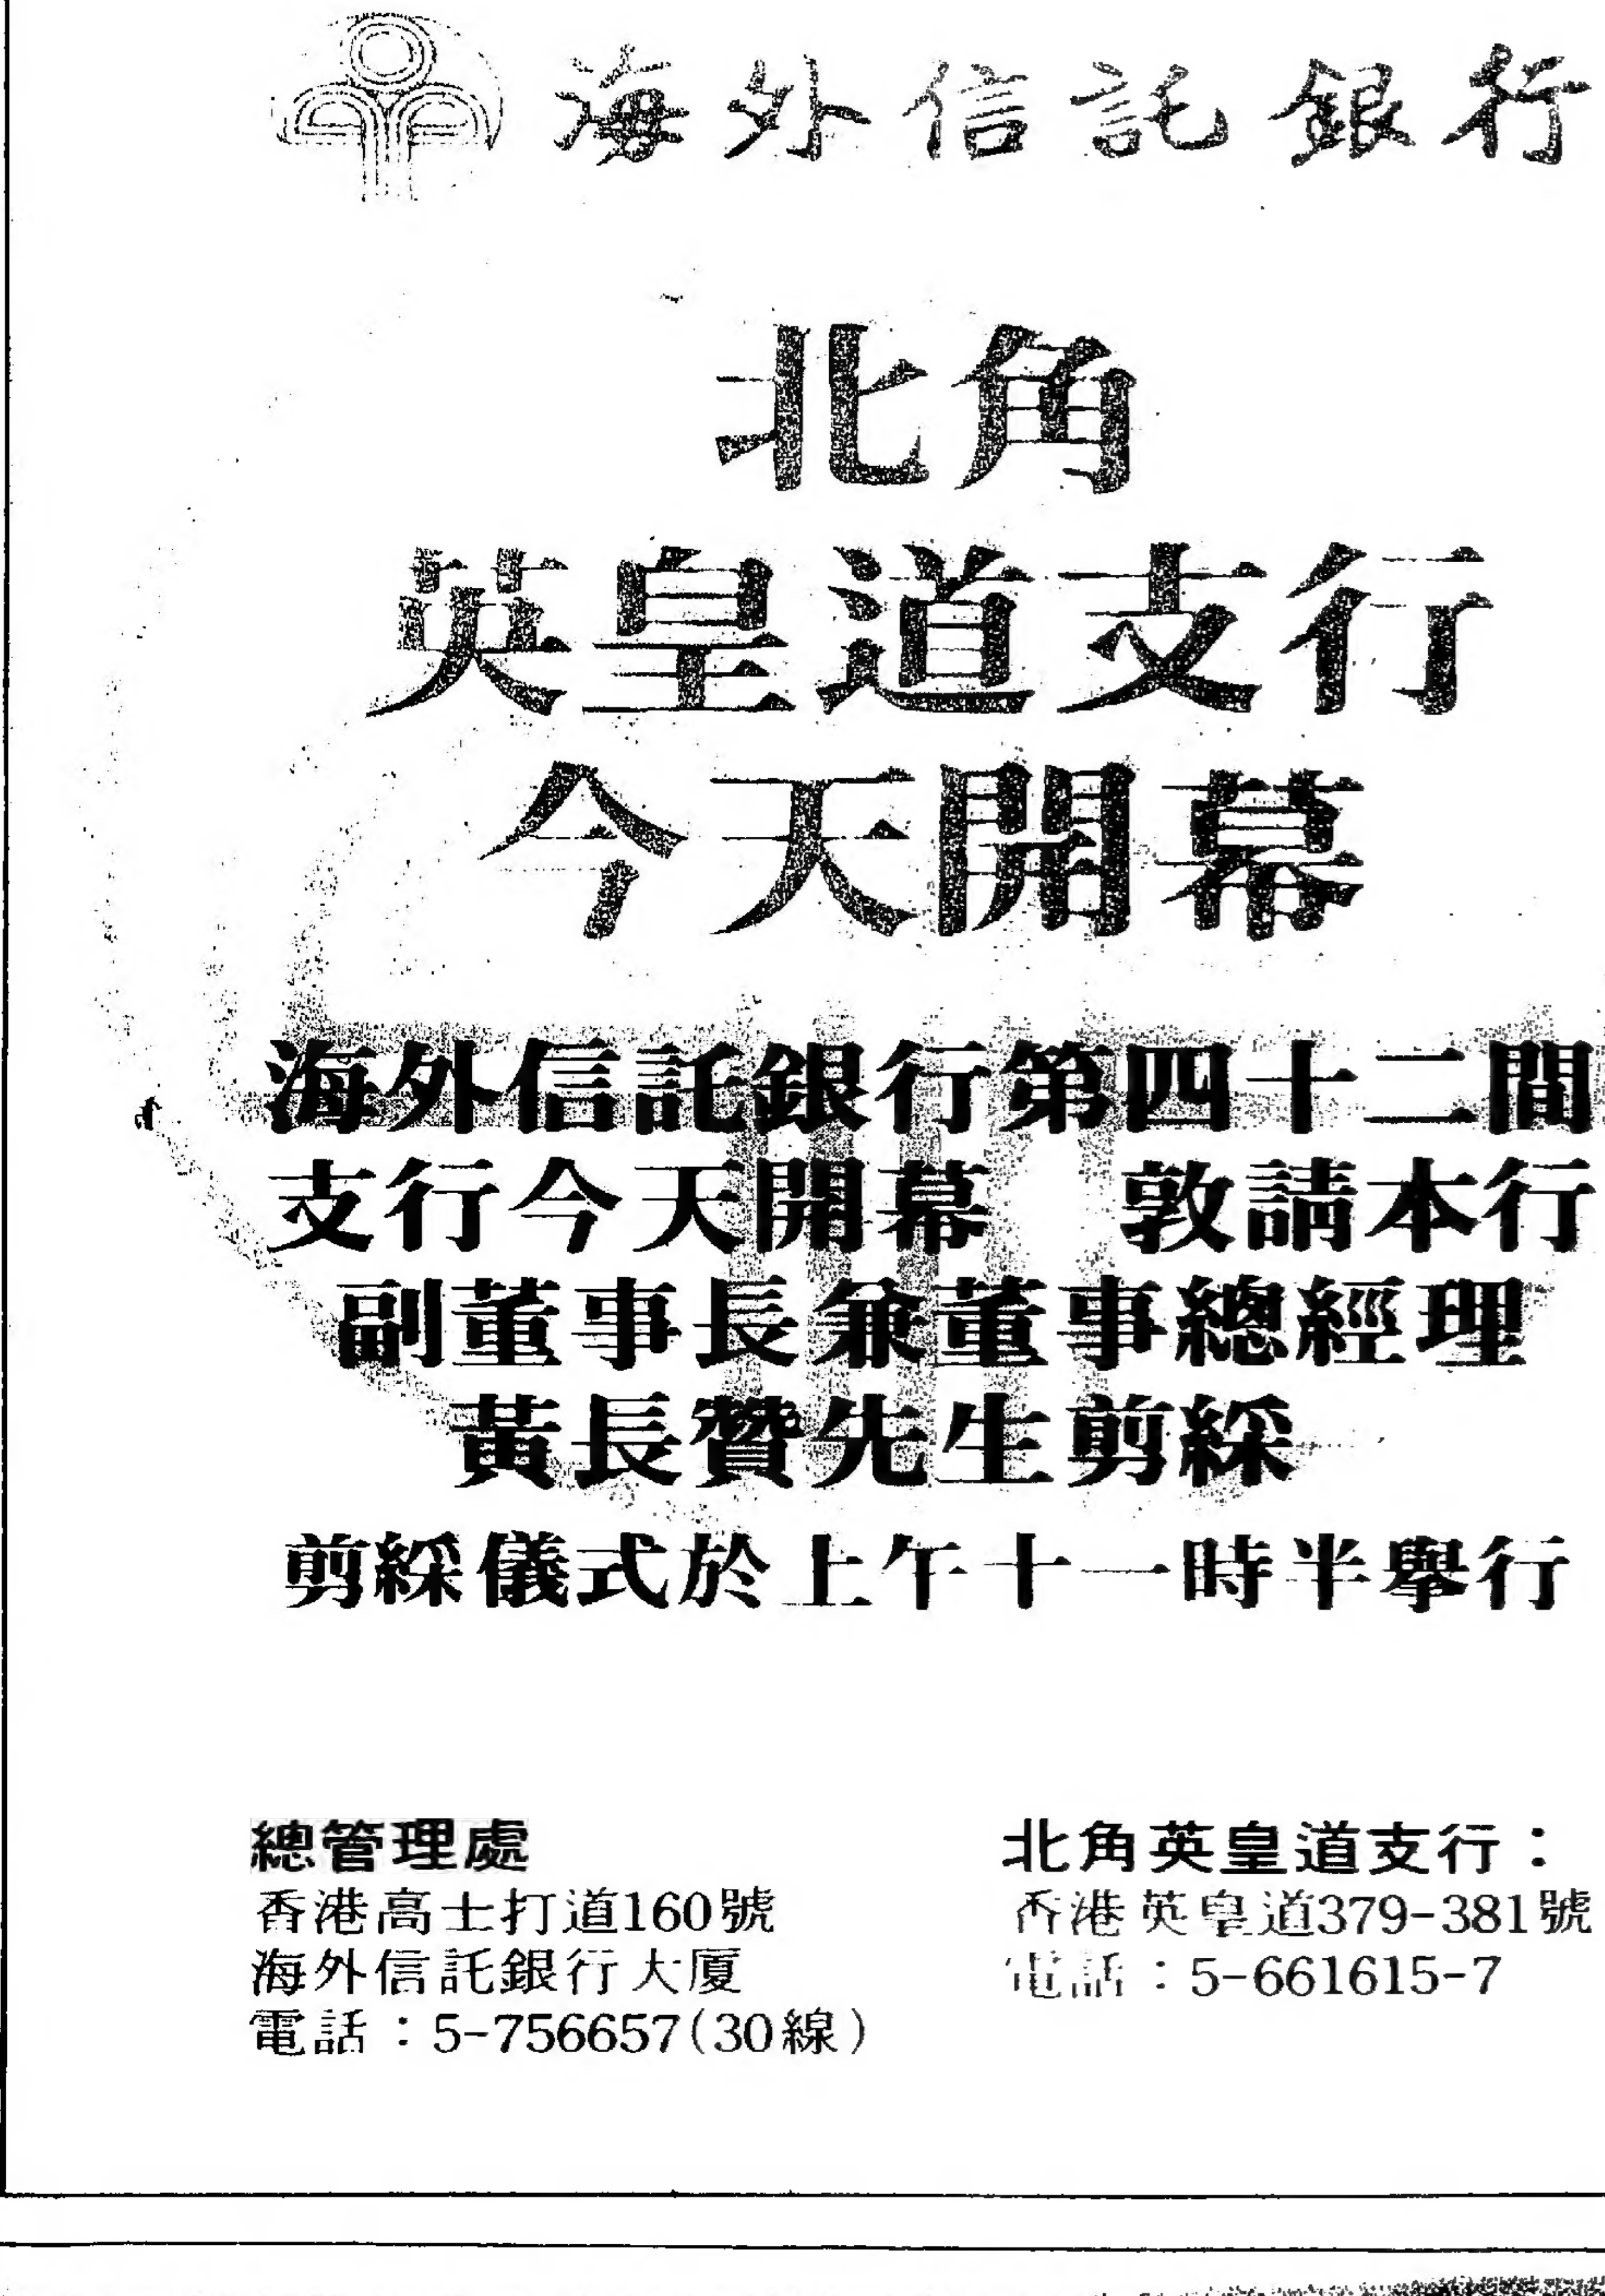 海外信託銀行
北角
英皇道支行
今天開幕
海外信託銀行第四十二間
支行今天開幕　敦請本行
副董事長兼董事總經理
黃長贊先生剪綵
剪綵儀式於上午十一時半舉行
總管理處
香港高士打道160號
海外信託銀行大厦
電話：5-756657(30線)
北角英皇道支行：
香港英皇道379-381號
電話：5-661615-7